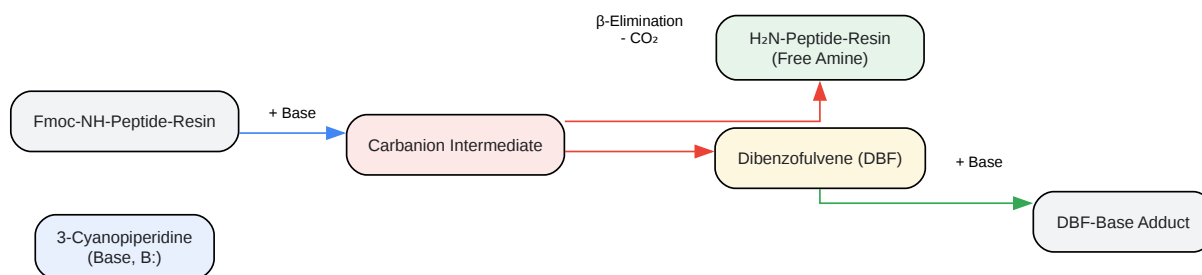 β-Elimination
- CO₂
H₂N-Peptide-Resin
(Free Amine)
Fmoc-NH-Peptide-Resin
+ Base
Carbanion Intermediate
Dibenzofulvene (DBF)
+ Base
DBF-Base Adduct
3-Cyanopiperidine
(Base, B:)